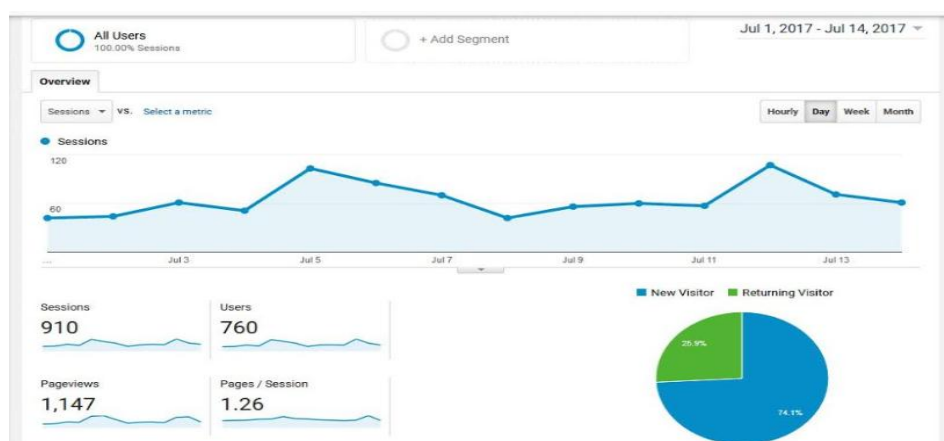 All Users
100.00% Sessions
+ Add Segment
Jul 1, 2017 - Jul 14, 2017
Overview
Sessions VS. Select a metric
Hourly Day Week Month
Sessions
120
60
... Jul 3 Jul 5 Jul 7 Jul 9 Jul 11 Jul 13
New Visitor Returning Visitor
Sessions
910
Users
760
25.9%
74.1%
Pageviews
1,147
Pages / Session
1.26